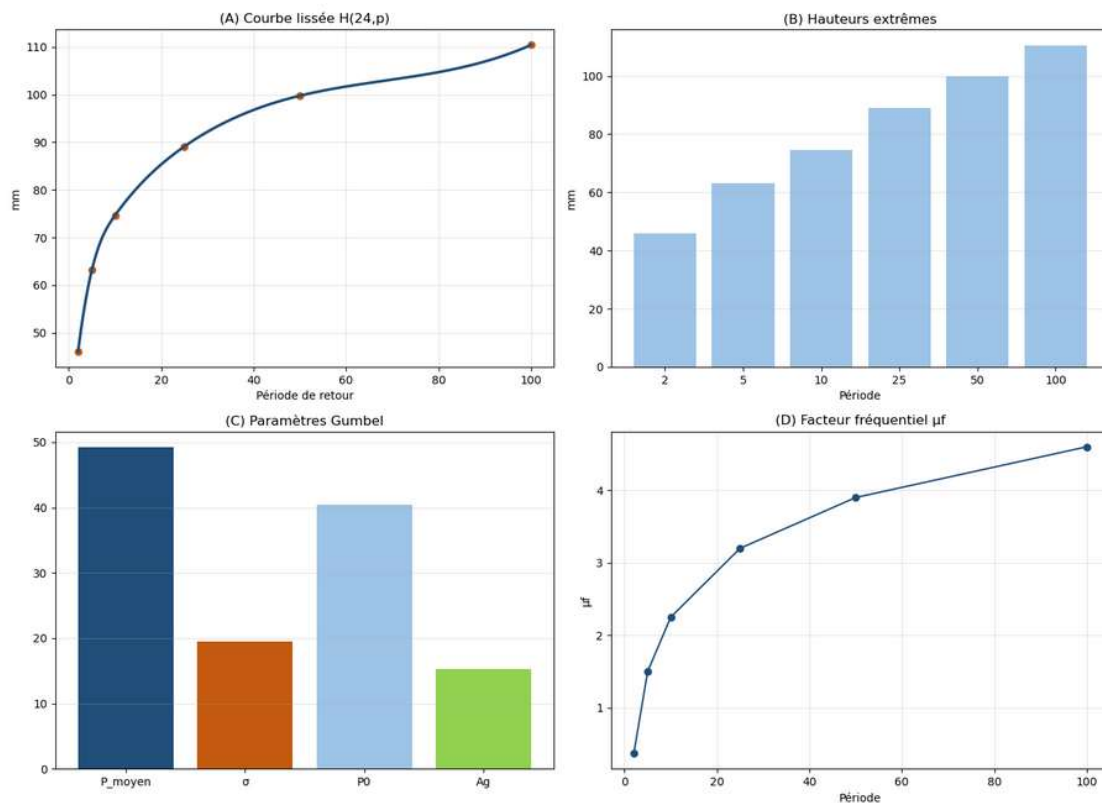 (A) Courbe lissée H(24,p)
mm
110
100
90
80
70
60
50
0 20 40 60 80 100
Période de retour
(B) Hauteurs extrêmes
mm
100
80
60
40
20
0
2 5 10 25 50 100
Période
(C) Paramètres Gumbel
50
40
30
20
10
0
P_moyen σ P0 Ag
(D) Facteur fréquentiel µf
µf
4
3
2
1
0 20 40 60 80 100
Période